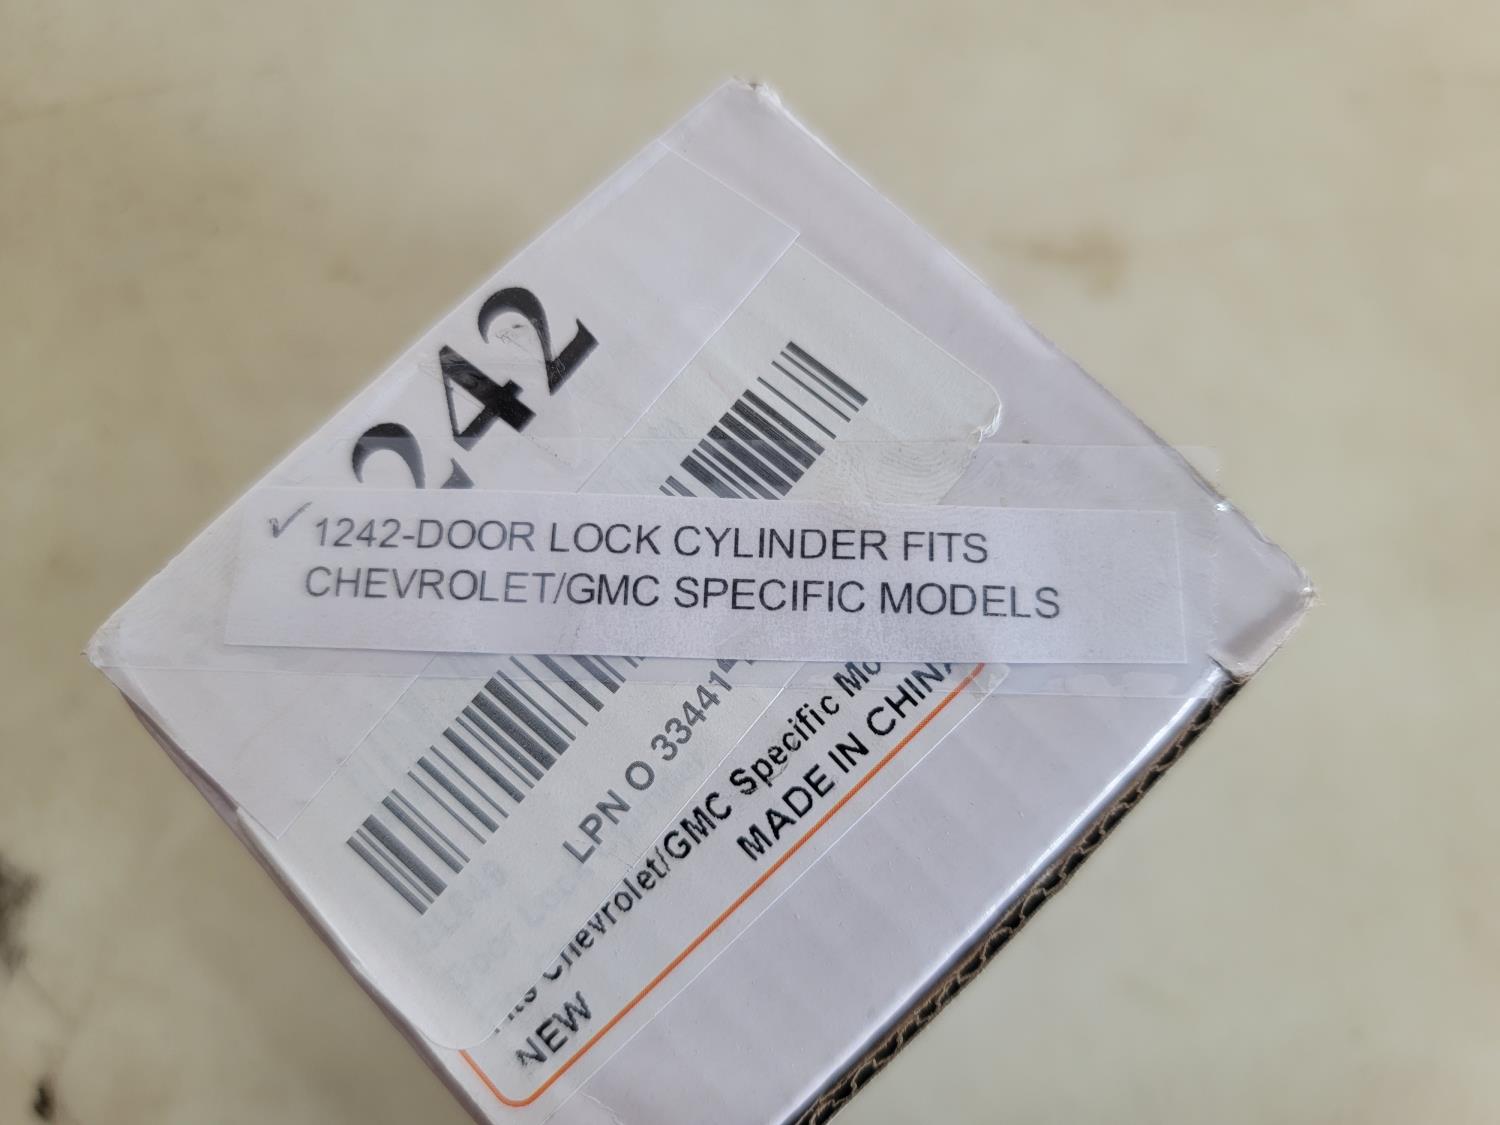 242
✓ 1242-DOOR LOCK CYLINDER FITS
CHEVROLET/GMC SPECIFIC MODELS
LPN O 33441
Chevrolet/GMC Specific
MADE IN CHINA
NEW